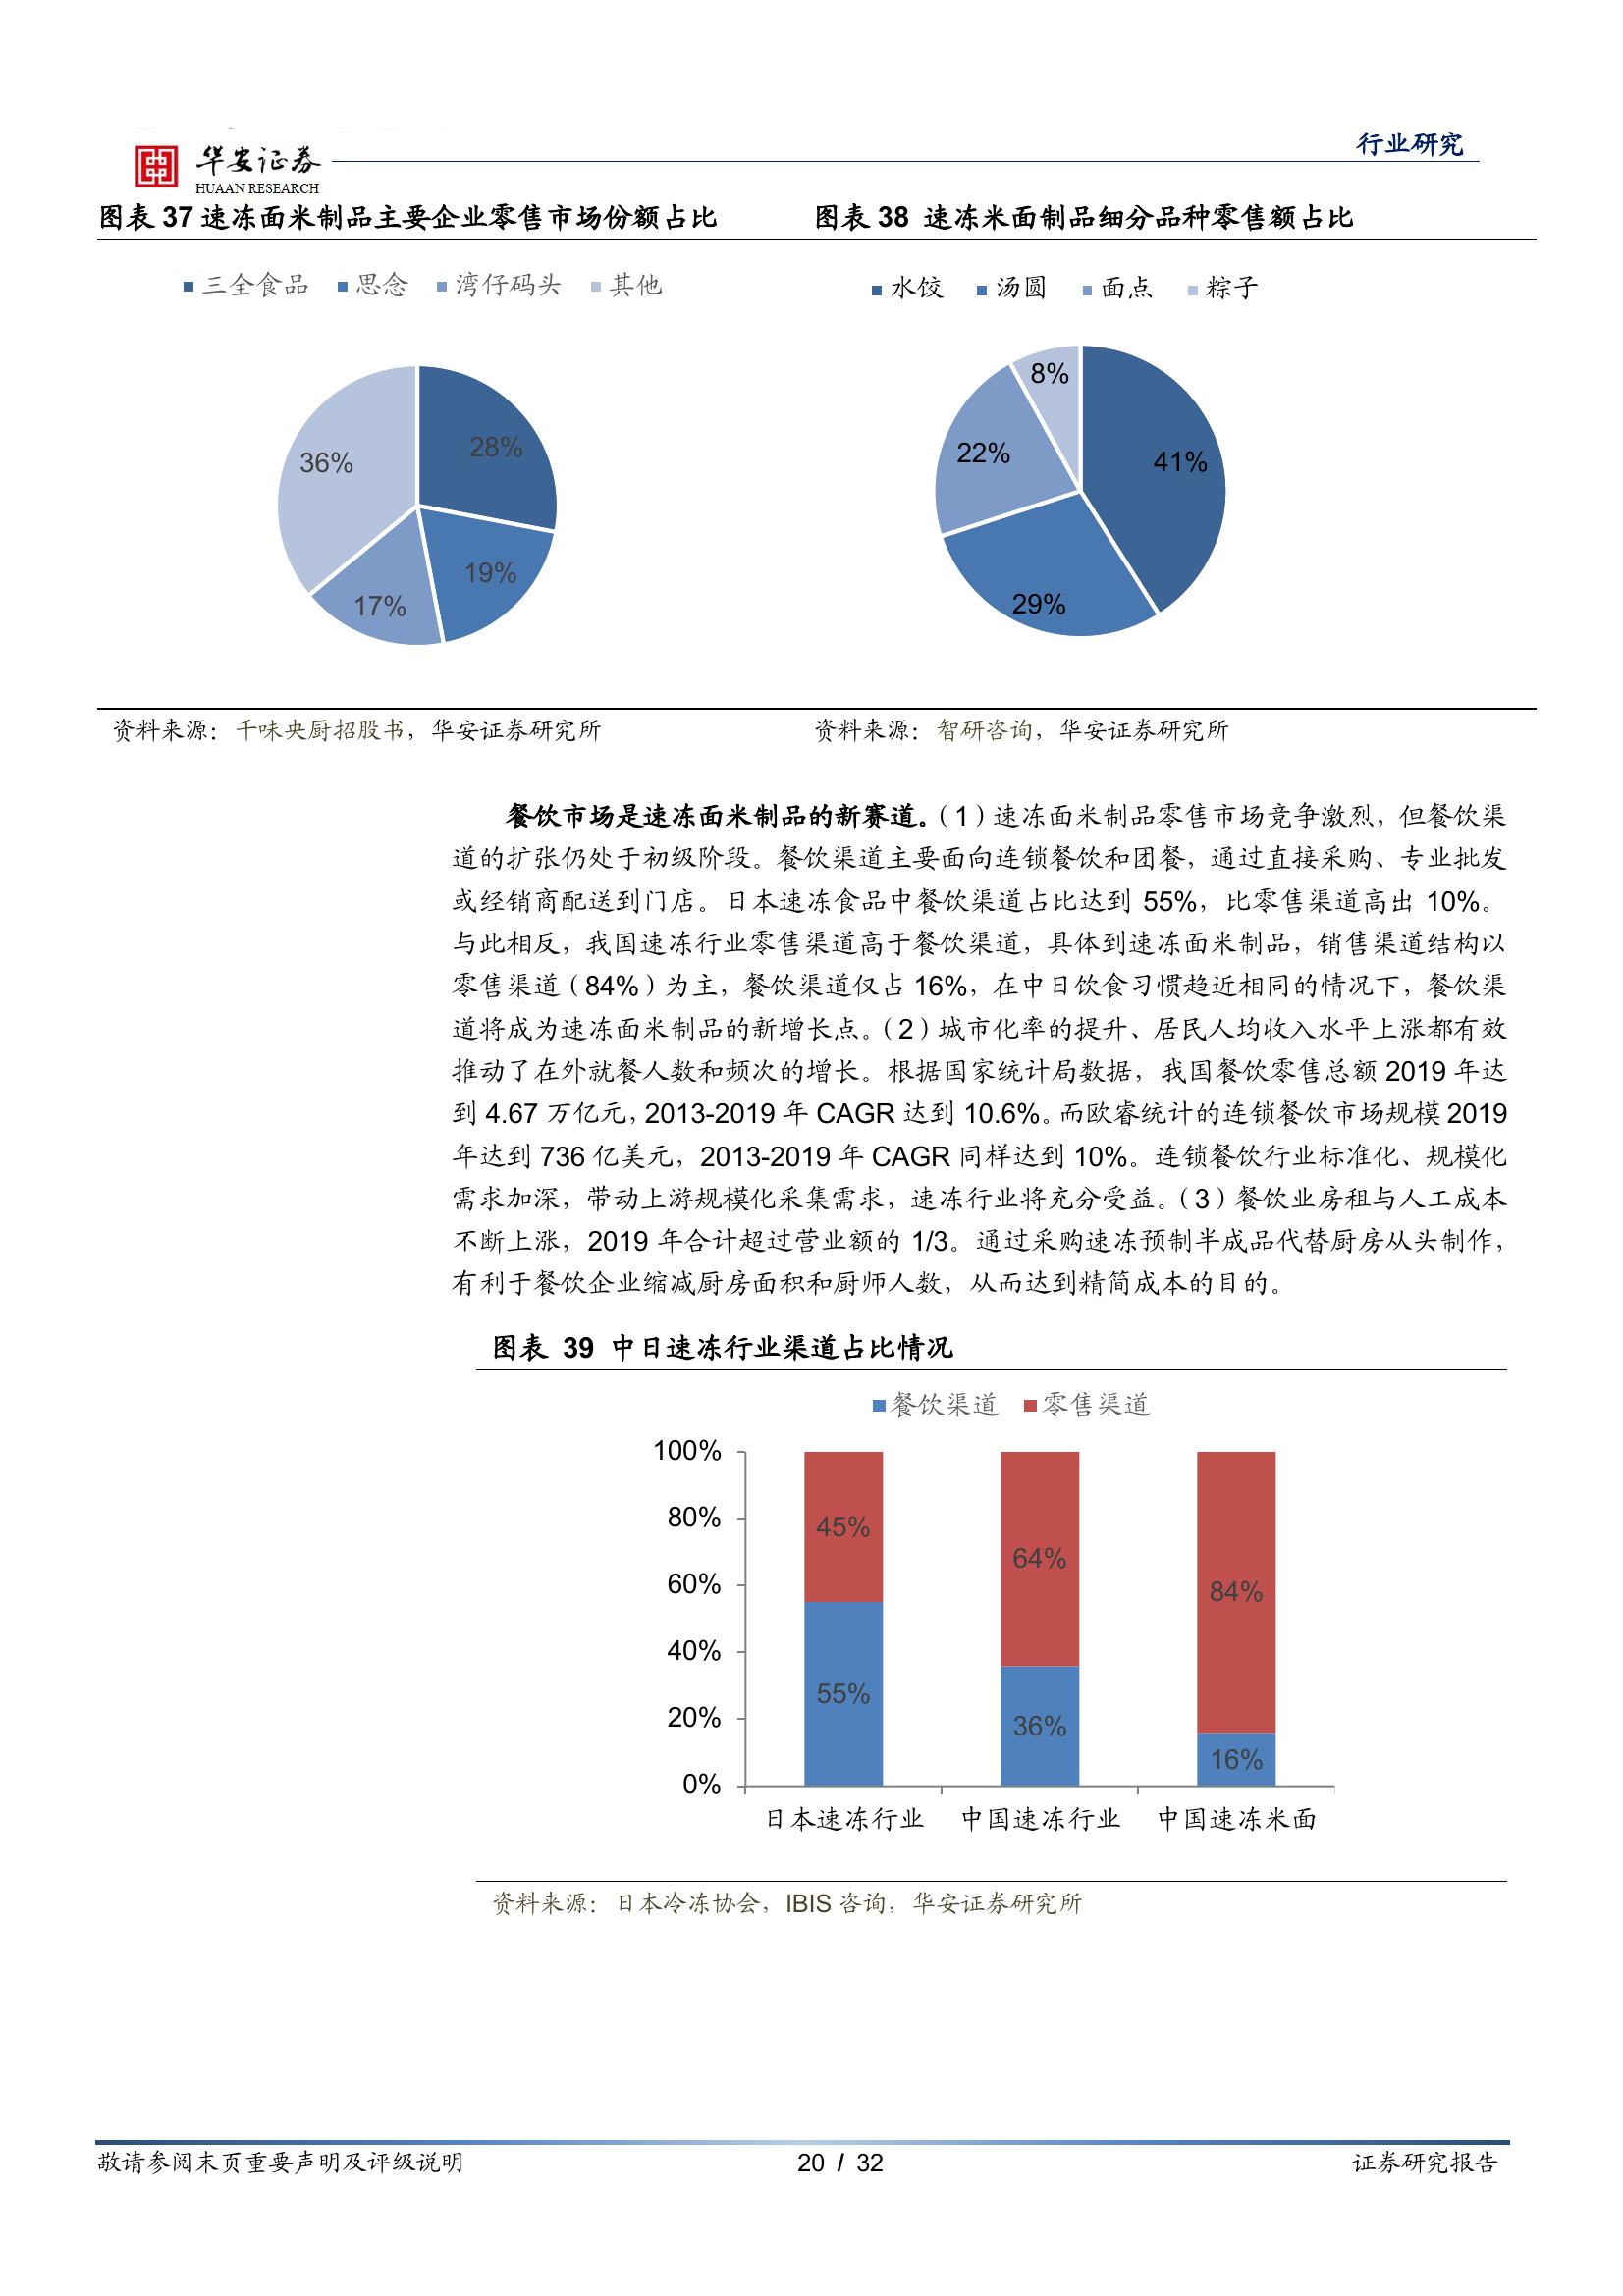 华安证券
HUAAN RESEARCH
行业研究
图表 37 速冻面米制品主要企业零售市场份额占比
三全食品 思念 湾仔码头 其他
28%
19%
17%
36%
资料来源：千味央厨招股书，华安证券研究所
图表 38 速冻米面制品细分品种零售额占比
水饺 汤圆 面点 粽子
41%
29%
22%
8%
资料来源：智研咨询，华安证券研究所
餐饮市场是速冻面米制品的新赛道。（1）速冻面米制品零售市场竞争激烈，但餐饮渠
道的扩张仍处于初级阶段。餐饮渠道主要面向连锁餐饮和团餐，通过直接采购、专业批发
或经销商配送到门店。日本速冻食品中餐饮渠道占比达到 55%，比零售渠道高出 10%。
与此相反，我国速冻行业零售渠道高于餐饮渠道，具体到速冻面米制品，销售渠道结构以
零售渠道（84%）为主，餐饮渠道仅占 16%，在中日饮食习惯趋近相同的情况下，餐饮渠
道将成为速冻面米制品的新增长点。（2）城市化率的提升、居民人均收入水平上涨都有效
推动了在外就餐人数和频次的增长。根据国家统计局数据，我国餐饮零售总额 2019 年达
到 4.67 万亿元，2013-2019 年 CAGR 达到 10.6%。而欧睿统计的连锁餐饮市场规模 2019
年达到 736 亿美元，2013-2019 年 CAGR 同样达到 10%。连锁餐饮行业标准化、规模化
需求加深，带动上游规模化采集需求，速冻行业将充分受益。（3）餐饮业房租与人工成本
不断上涨，2019 年合计超过营业额的 1/3。通过采购速冻预制半成品代替厨房从头制作，
有利于餐饮企业缩减厨房面积和厨师人数，从而达到精简成本的目的。
图表 39 中日速冻行业渠道占比情况
餐饮渠道 零售渠道
100%
80%
60%
40%
20%
0%
45%
55%
64%
36%
84%
16%
日本速冻行业 中国速冻行业 中国速冻米面
资料来源：日本冷冻协会，IBIS 咨询，华安证券研究所
敬请参阅末页重要声明及评级说明 20 / 32 证券研究报告